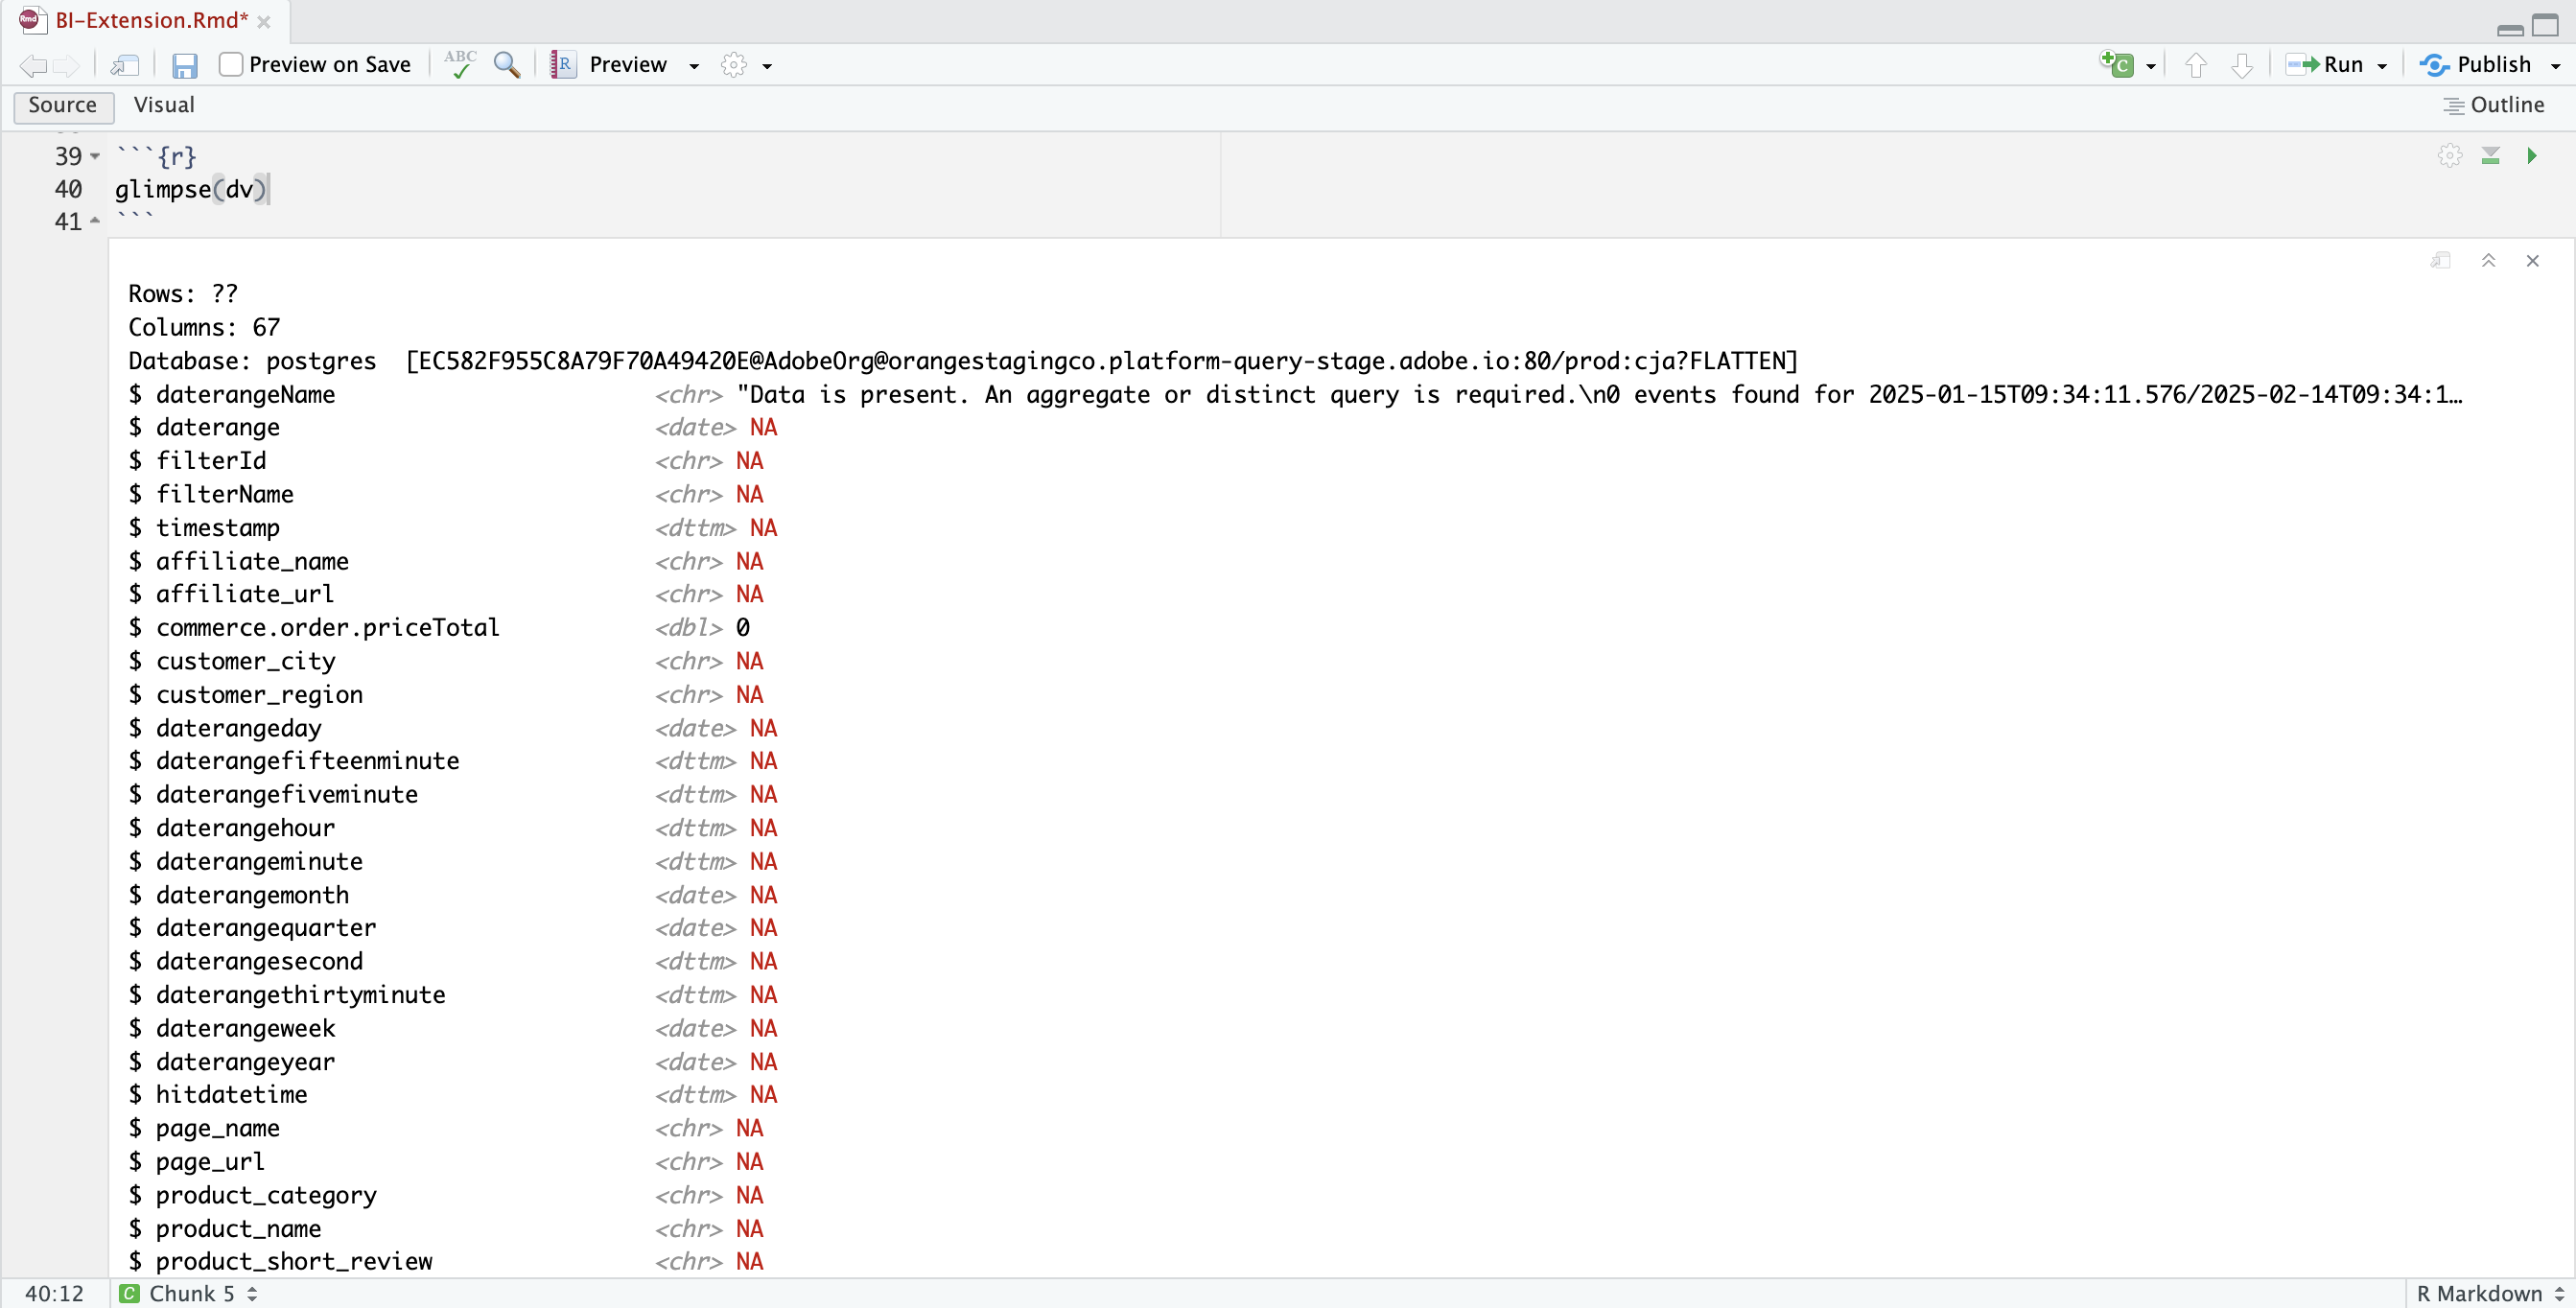 BI-Extension.Rmd*
Preview on Save ABC R Preview C Run Publish
Source Visual Outline
39 ```{r}
40 glimpse(dv)
41 ```
Rows: ??
Columns: 67
Database: postgres  [EC582F955C8A79F70A49420E@AdobeOrg@orangestagingco.platform-query-stage.adobe.io:80/prod:cja?FLATTEN]
$ daterangeName <chr> "Data is present. An aggregate or distinct query is required.\n0 events found for 2025-01-15T09:34:11.576/2025-02-14T09:34:1…
$ daterange <date> NA
$ filterId <chr> NA
$ filterName <chr> NA
$ timestamp <dttm> NA
$ affiliate_name <chr> NA
$ affiliate_url <chr> NA
$ commerce.order.priceTotal <dbl> 0
$ customer_city <chr> NA
$ customer_region <chr> NA
$ daterangeday <date> NA
$ daterangefifteenminute <dttm> NA
$ daterangefiveminute <dttm> NA
$ daterangehour <dttm> NA
$ daterangeminute <dttm> NA
$ daterangemonth <date> NA
$ daterangequarter <date> NA
$ daterangesecond <dttm> NA
$ daterangethirtyminute <dttm> NA
$ daterangeweek <date> NA
$ daterangeyear <date> NA
$ hitdatetime <dttm> NA
$ page_name <chr> NA
$ page_url <chr> NA
$ product_category <chr> NA
$ product_name <chr> NA
$ product_short_review <chr> NA
40:12 C Chunk 5 R Markdown